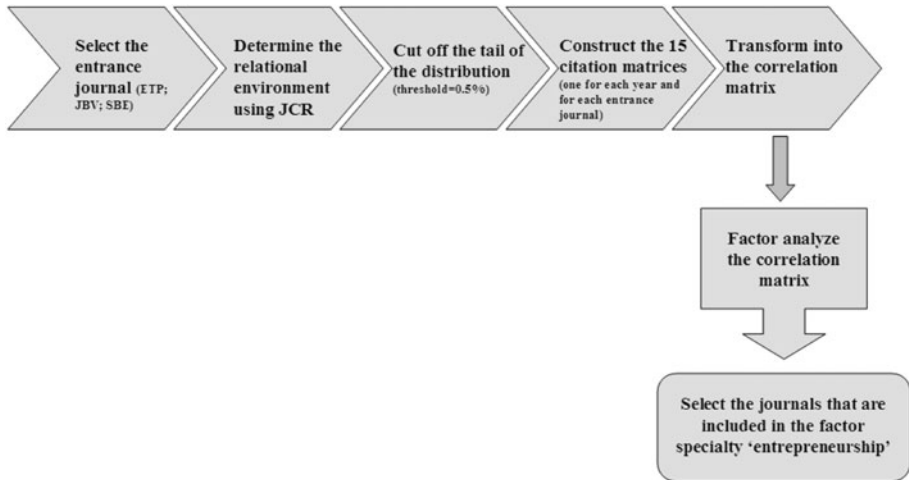 Select the
entrance
journal (ETP;
JBV; SBE)
Determine the
relational
environment
using JCR
Cut off the tail of
the distribution
(threshold=0.5%)
Construct the 15
citation matrices
(one for each year and
for each entrance
journal)
Transform into
the correlation
matrix
Factor analyze
the correlation
matrix
Select the journals that are
included in the factor
specialty ‘entrepreneurship’